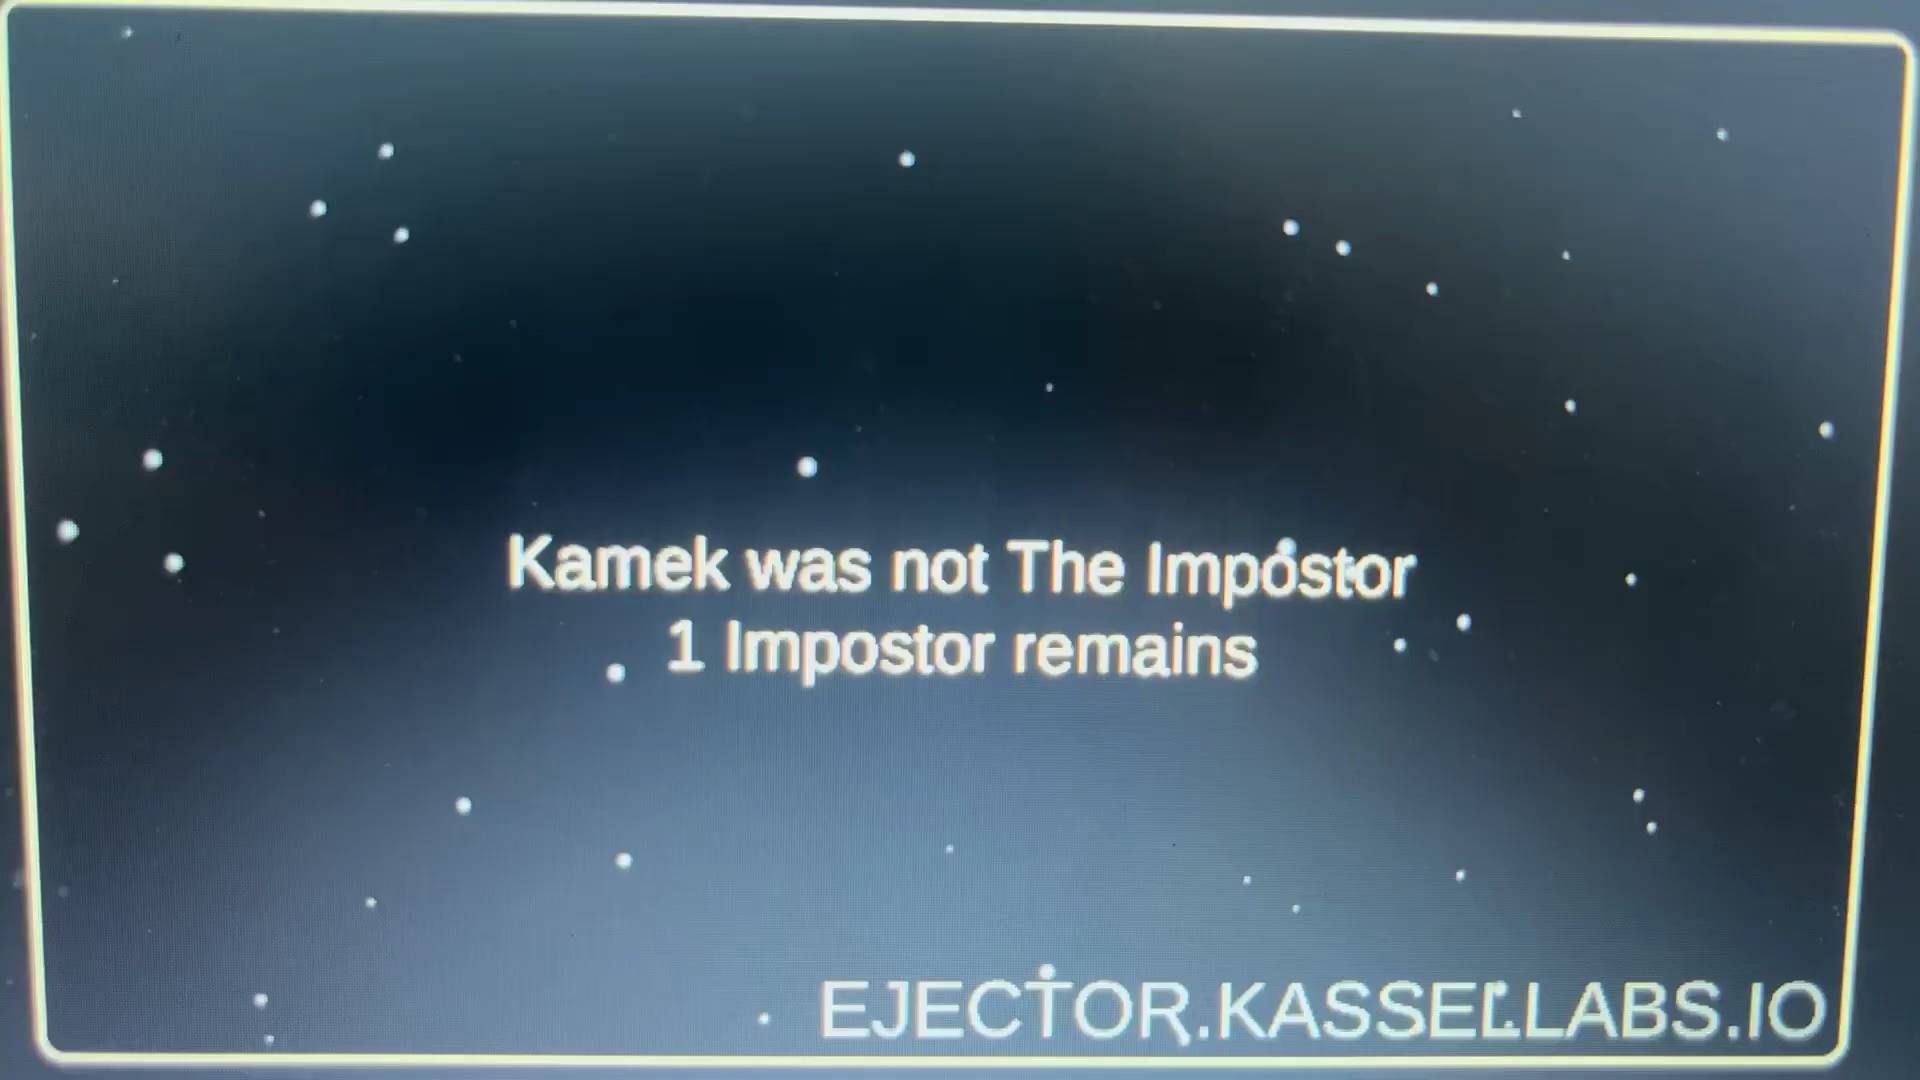 Kamek was not The Impostor
1 Impostor remains
EJECTOR.KASSELLABS.IO